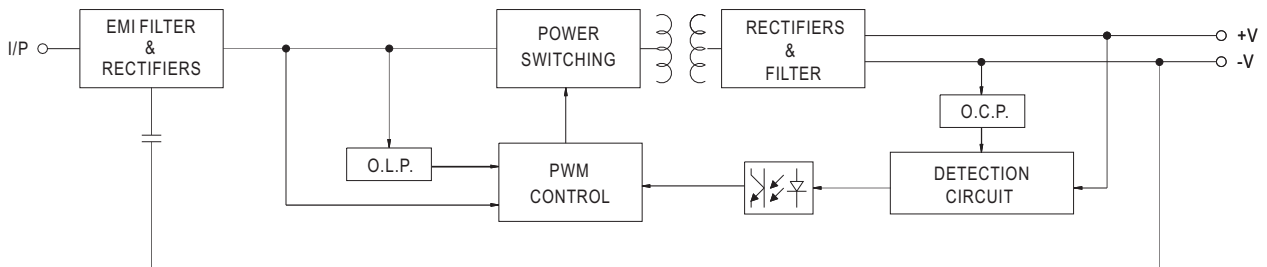 I/P
EMI FILTER
&
RECTIFIERS
POWER
SWITCHING
RECTIFIERS
&
FILTER
+V
-V
O.C.P.
O.L.P.
PWM
CONTROL
DETECTION
CIRCUIT